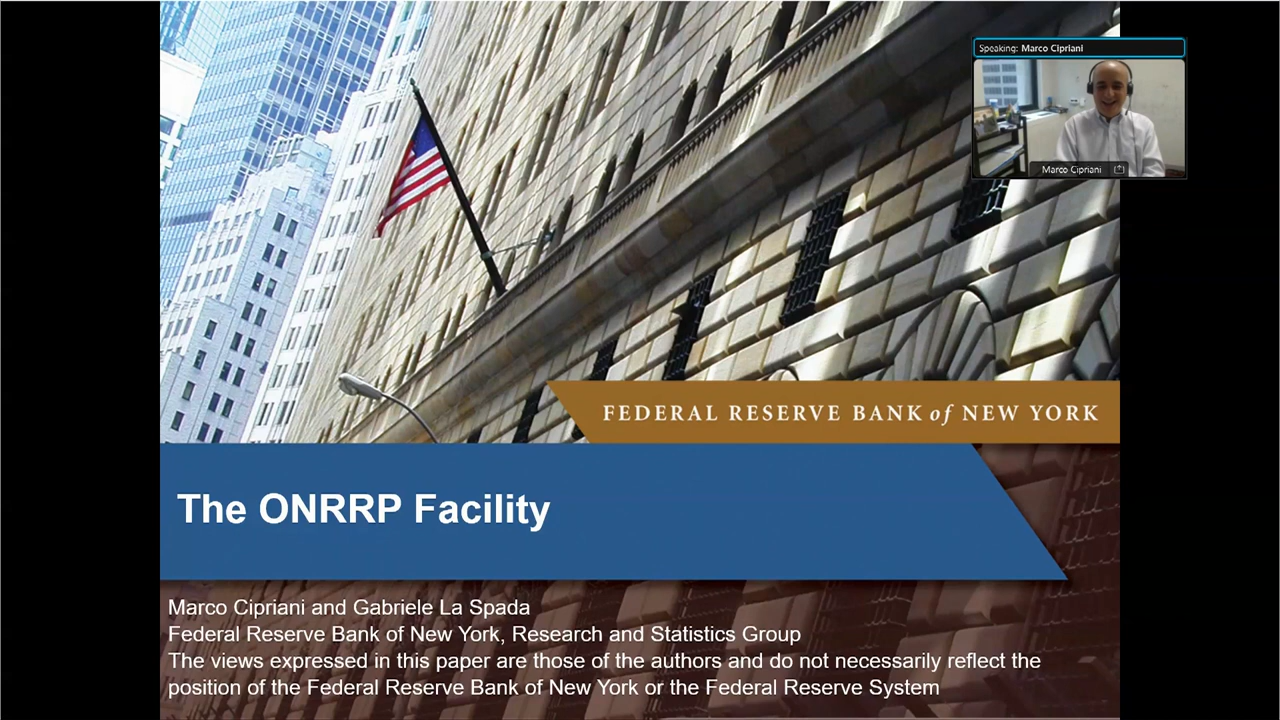 Speaking: Marco Cipriani
Marco Cipriani
FEDERAL RESERVE BANK of NEW YORK
The ONRRP Facility
Marco Cipriani and Gabriele La Spada
Federal Reserve Bank of New York, Research and Statistics Group
The views expressed in this paper are those of the authors and do not necessarily reflect the
position of the Federal Reserve Bank of New York or the Federal Reserve System